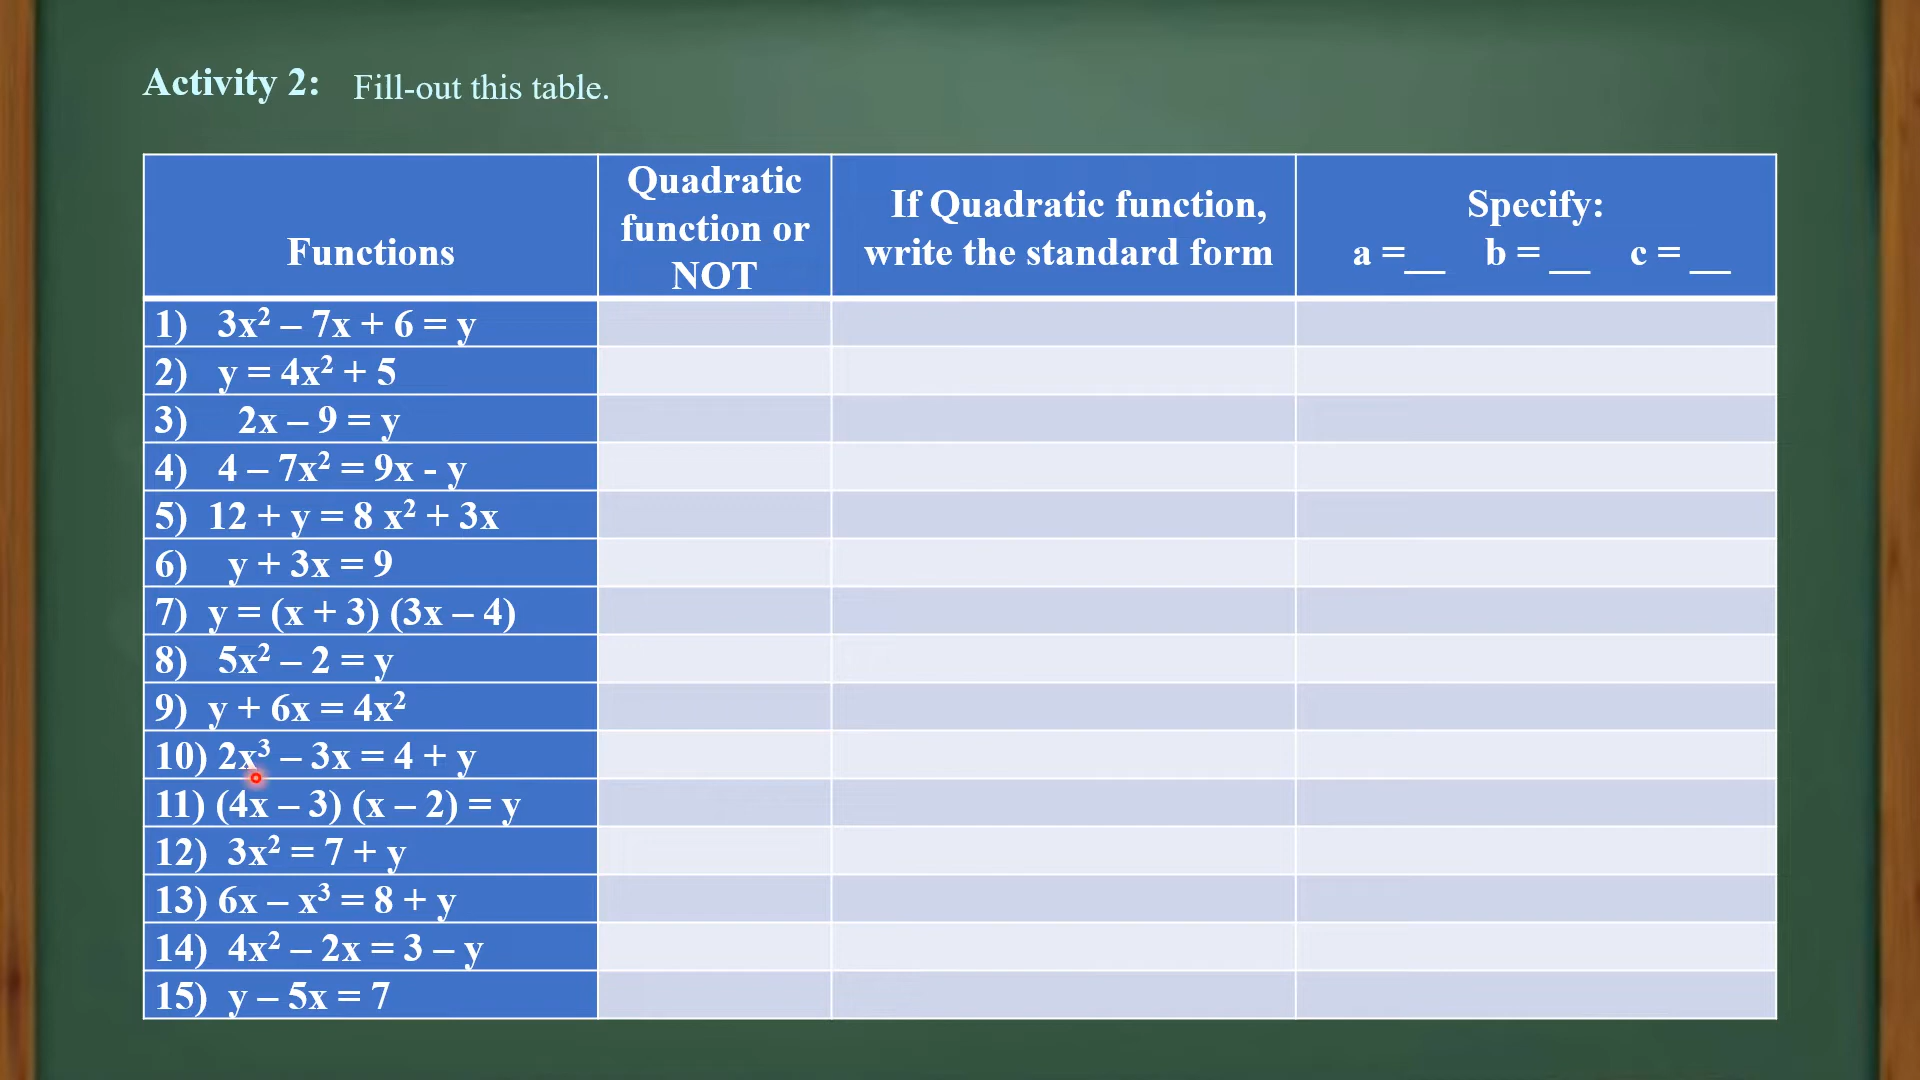 Activity 2: Fill-out this table.
Functions
Quadratic
function or
NOT
If Quadratic function,
write the standard form
Specify:
a =__ b = __ c = __
1) 3x² – 7x + 6 = y
2) y = 4x² + 5
3) 2x – 9 = y
4) 4 – 7x² = 9x - y
5) 12 + y = 8 x² + 3x
6) y + 3x = 9
7) y = (x + 3) (3x – 4)
8) 5x² – 2 = y
9) y + 6x = 4x²
10) 2x³ – 3x = 4 + y
11) (4x – 3) (x – 2) = y
12) 3x² = 7 + y
13) 6x – x³ = 8 + y
14) 4x² – 2x = 3 – y
15) y – 5x = 7